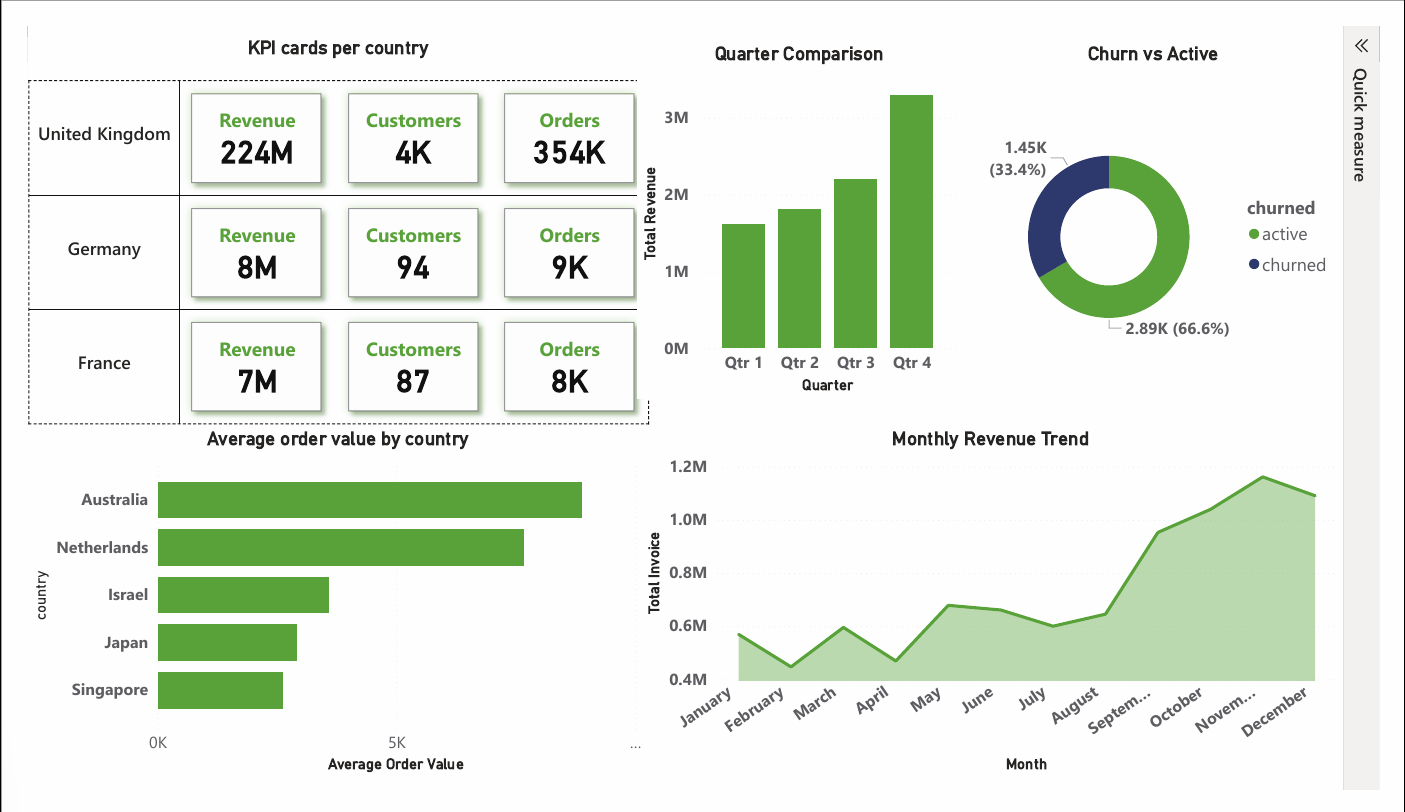 KPI cards per country
United Kingdom
Revenue
224M
Customers
4K
Orders
354K
Germany
Revenue
8M
Customers
94
Orders
9K
France
Revenue
7M
Customers
87
Orders
8K
Quarter Comparison
Total Revenue
3M
2M
1M
0M
Qtr 1
Qtr 2
Qtr 3
Qtr 4
Quarter
Churn vs Active
1.45K
(33.4%)
2.89K (66.6%)
churned
active
churned
Quick measure
Average order value by country
country
Australia
Netherlands
Israel
Japan
Singapore
0K
5K
...
Average Order Value
Monthly Revenue Trend
Total Invoice
1.2M
1.0M
0.8M
0.6M
0.4M
January
February
March
April
May
June
July
August
Septem...
October
Novem...
December
Month